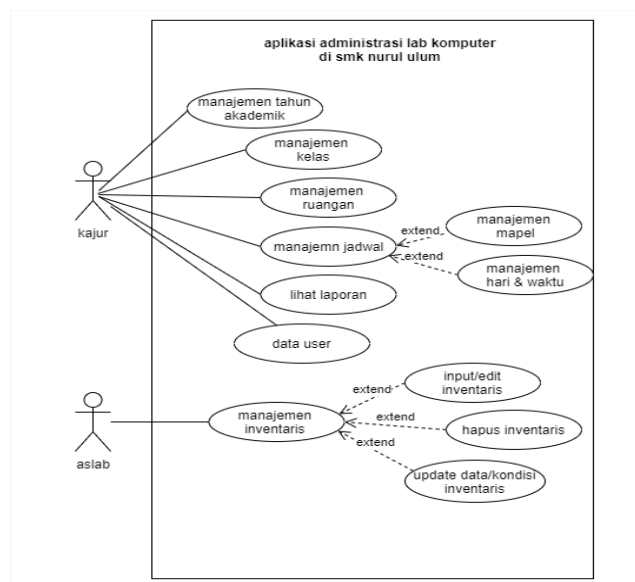 aplikasi administrasi lab komputer
di smk nurul ulum
manajemen tahun
akademik
manajemen
kelas
manajemen
ruangan
kajur
manajemn jadwal
extend
manajemen
mapel
extend
manajemen
hari & waktu
lihat laporan
data user
input/edit
inventaris
extend
manajemen
inventaris
extend
hapus inventaris
extend
aslab
update data/kondisi
inventaris